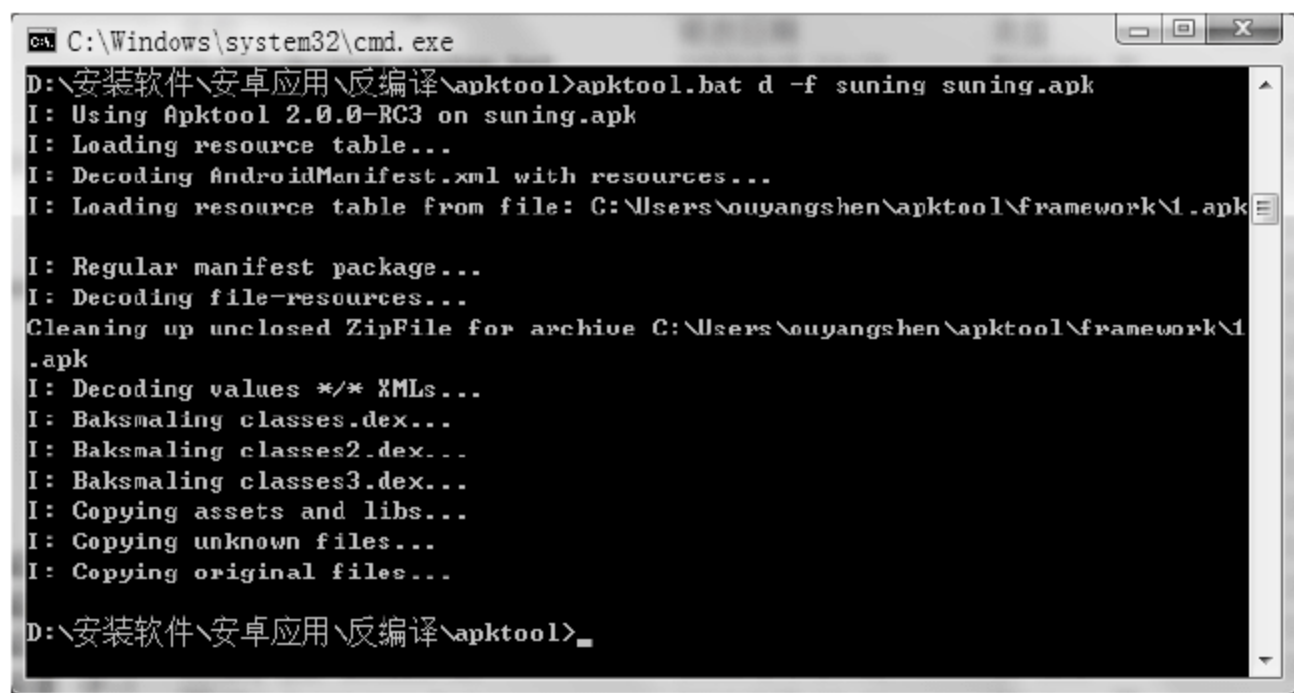 C:\Windows\system32\cmd.exe
D:\安装软件\安卓应用\反编译\apktool>apktool.bat d -f suning suning.apk
I: Using Apktool 2.0.0-RC3 on suning.apk
I: Loading resource table...
I: Decoding AndroidManifest.xml with resources...
I: Loading resource table from file: C:\Users\ouyangshen\apktool\framework\1.apk
I: Regular manifest package...
I: Decoding file-resources...
Cleaning up unclosed ZipFile for archive C:\Users\ouyangshen\apktool\framework\1
.apk
I: Decoding values */* XMLs...
I: Baksmaling classes.dex...
I: Baksmaling classes2.dex...
I: Baksmaling classes3.dex...
I: Copying assets and libs...
I: Copying unknown files...
I: Copying original files...
D:\安装软件\安卓应用\反编译\apktool>_